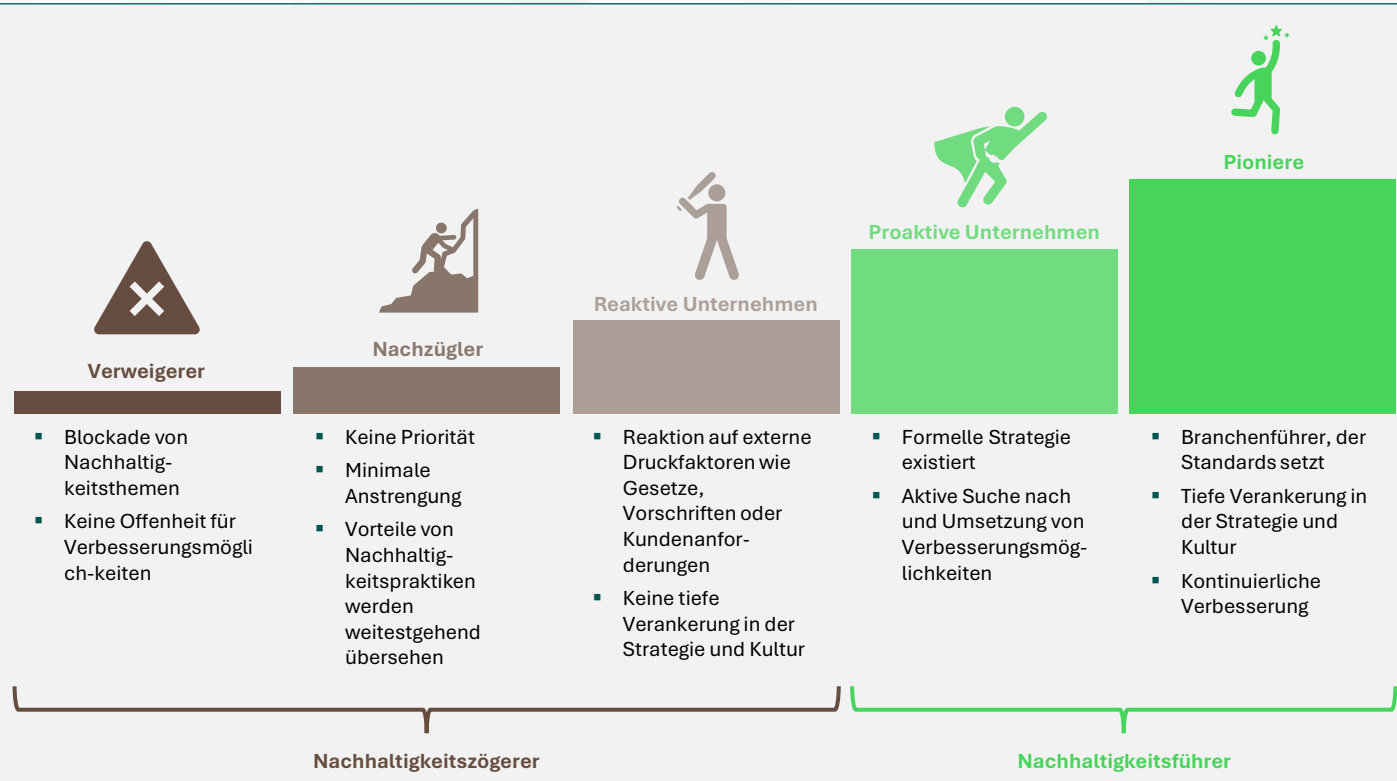 Verweigerer
Blockade von
Nachhaltig-
keitsthemen
Keine Offenheit für
Verbesserungsmögli
ch-keiten
Nachzügler
Keine Priorität
Minimale
Anstrengung
Vorteile von
Nachhaltig-
keitspraktiken
werden
weitestgehend
übersehen
Reaktive Unternehmen
Reaktion auf externe
Druckfaktoren wie
Gesetze,
Vorschriften oder
Kundenanfor-
derungen
Keine tiefe
Verankerung in der
Strategie und Kultur
Proaktive Unternehmen
Formelle Strategie
existiert
Aktive Suche nach
und Umsetzung von
Verbesserungsmög-
lichkeiten
Pioniere
Branchenführer, der
Standards setzt
Tiefe Verankerung in
der Strategie und
Kultur
Kontinuierliche
Verbesserung
Nachhaltigkeitszögerer
Nachhaltigkeitsführer